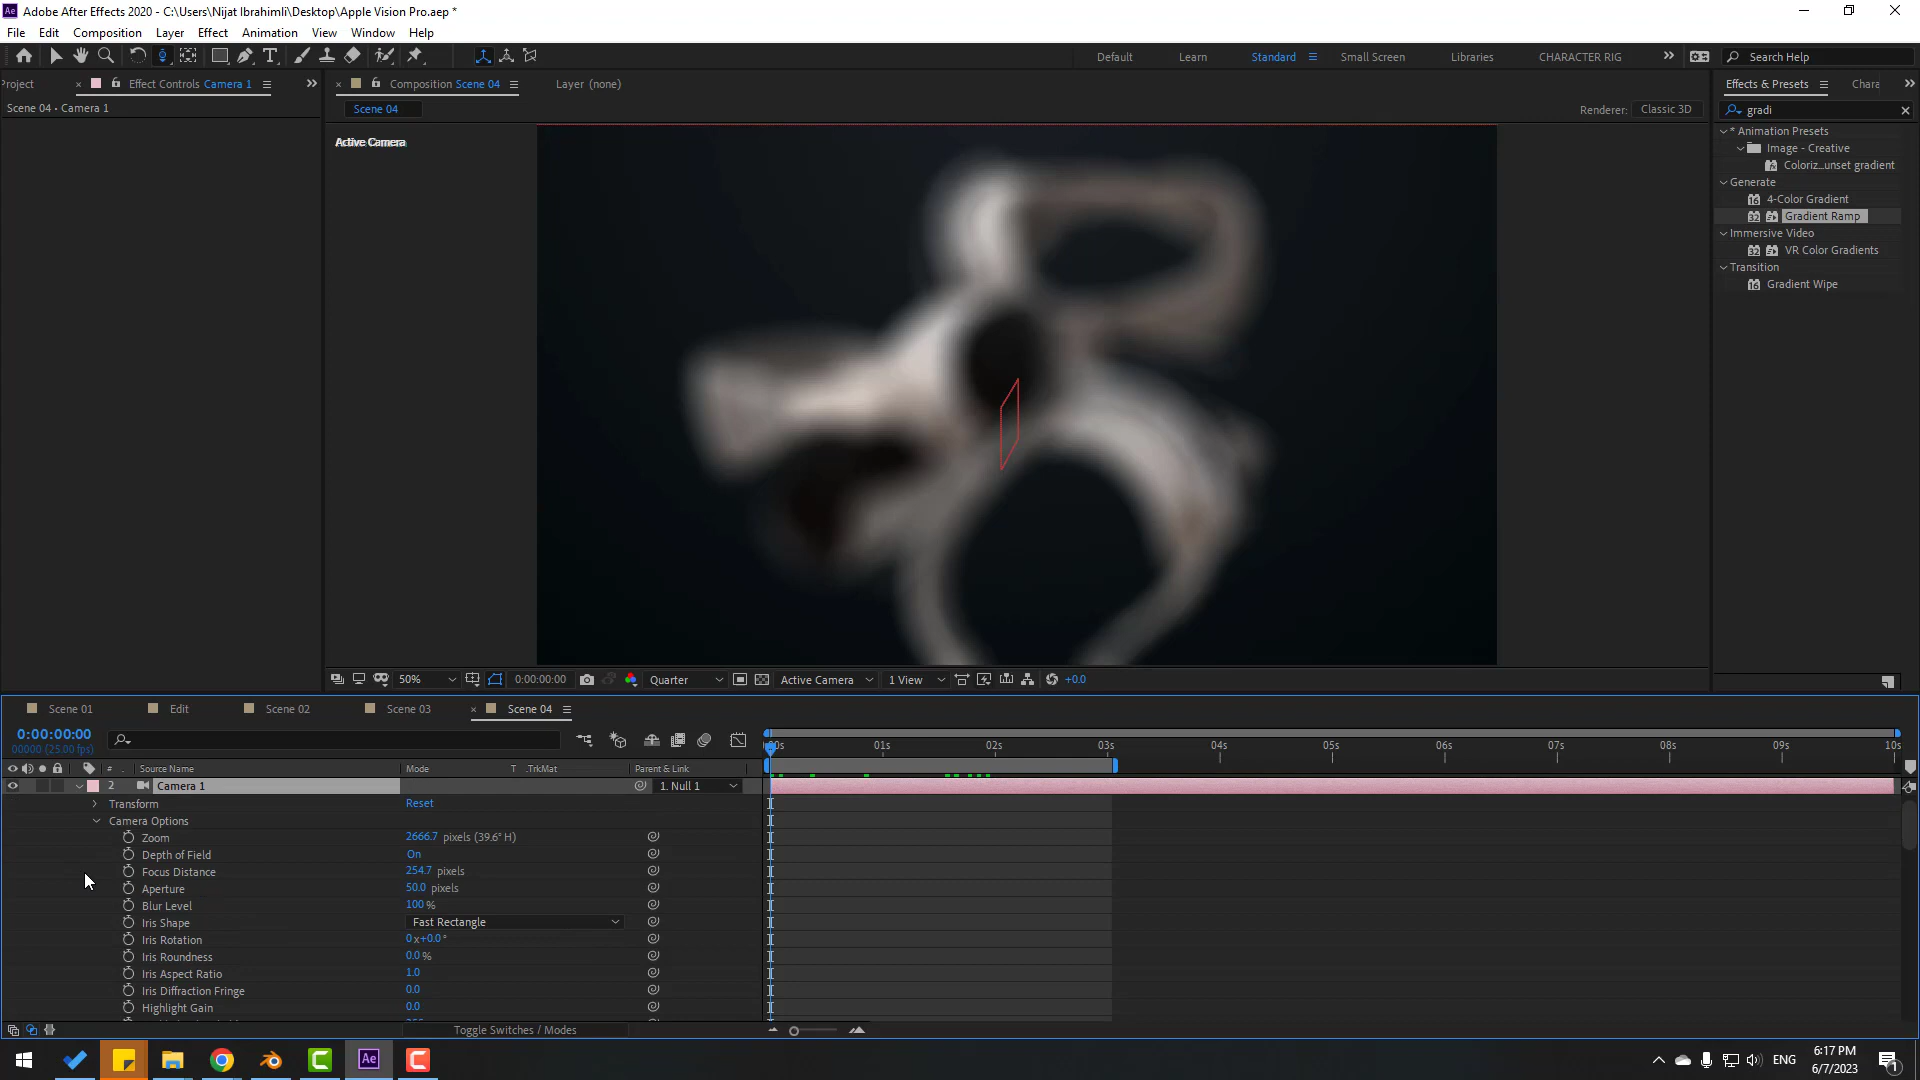 Adobe After Effects 2020 - C:\Users\Nijat Ibrahimli\Desktop\Apple Vision Pro.aep *
File Edit Composition Layer Effect Animation View Window Help
Default Learn Standard Small Screen Libraries CHARACTER RIG Search Help
Project Effect Controls Camera 1 Composition Scene 04 Layer (none) Effects & Presets Chara
Scene 04 • Camera 1
Scene 04
Renderer: Classic 3D
Active Camera
gradi
* Animation Presets
Image - Creative
Coloriz...unset gradient
Generate
4-Color Gradient
Gradient Ramp
Immersive Video
VR Color Gradients
Transition
Gradient Wipe
50% 0:00:00:00 Quarter Active Camera 1 View +0.0
Scene 01 Edit Scene 02 Scene 03 Scene 04
0:00:00:00
00000 (25.00 fps)
00s 01s 02s 03s 04s 05s 06s 07s 08s 09s 10s
# Source Name Mode T .TrkMat Parent & Link
2 Camera 1 1. Null 1
Transform Reset
Camera Options
Zoom 2666.7 pixels (39.6° H)
Depth of Field On
Focus Distance 254.7 pixels
Aperture 50.0 pixels
Blur Level 100 %
Iris Shape Fast Rectangle
Iris Rotation 0 x +0.0 °
Iris Roundness 0.0 %
Iris Aspect Ratio 1.0
Iris Diffraction Fringe 0.0
Highlight Gain 0.0
Toggle Switches / Modes
Ae ENG 6:17 PM
6/7/2023